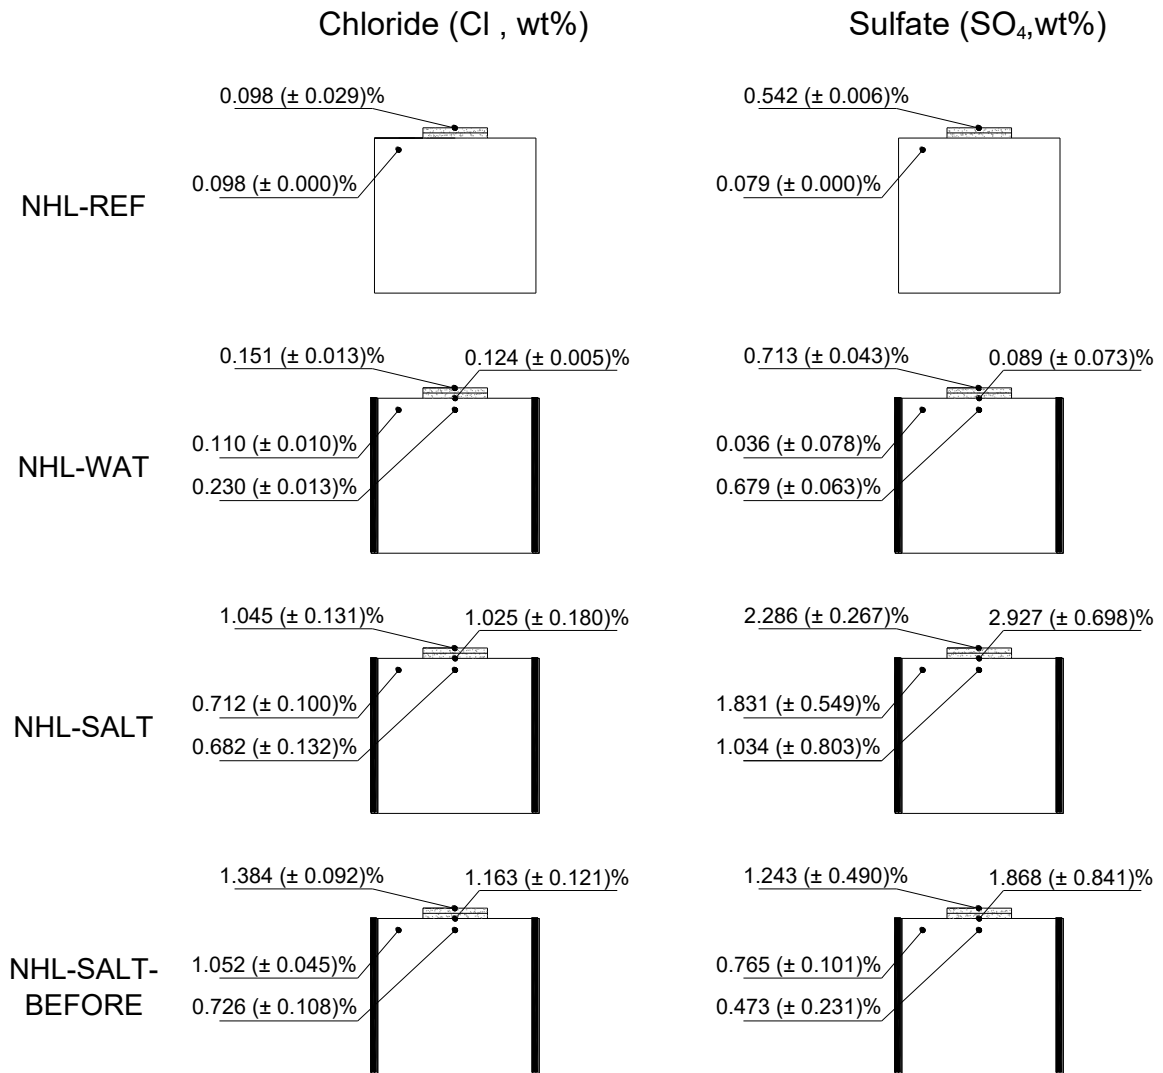 Chloride (Cl , wt%) Sulfate (SO₄,wt%)
0.098 (± 0.029)% 0.542 (± 0.006)%
0.098 (± 0.000)% 0.079 (± 0.000)%
NHL-REF
0.151 (± 0.013)% 0.124 (± 0.005)% 0.713 (± 0.043)% 0.089 (± 0.073)%
0.110 (± 0.010)% 0.036 (± 0.078)%
NHL-WAT
0.230 (± 0.013)% 0.679 (± 0.063)%
1.045 (± 0.131)% 1.025 (± 0.180)% 2.286 (± 0.267)% 2.927 (± 0.698)%
0.712 (± 0.100)% 1.831 (± 0.549)%
NHL-SALT
0.682 (± 0.132)% 1.034 (± 0.803)%
1.384 (± 0.092)% 1.163 (± 0.121)% 1.243 (± 0.490)% 1.868 (± 0.841)%
1.052 (± 0.045)% 0.765 (± 0.101)%
NHL-SALT-
BEFORE
0.726 (± 0.108)% 0.473 (± 0.231)%